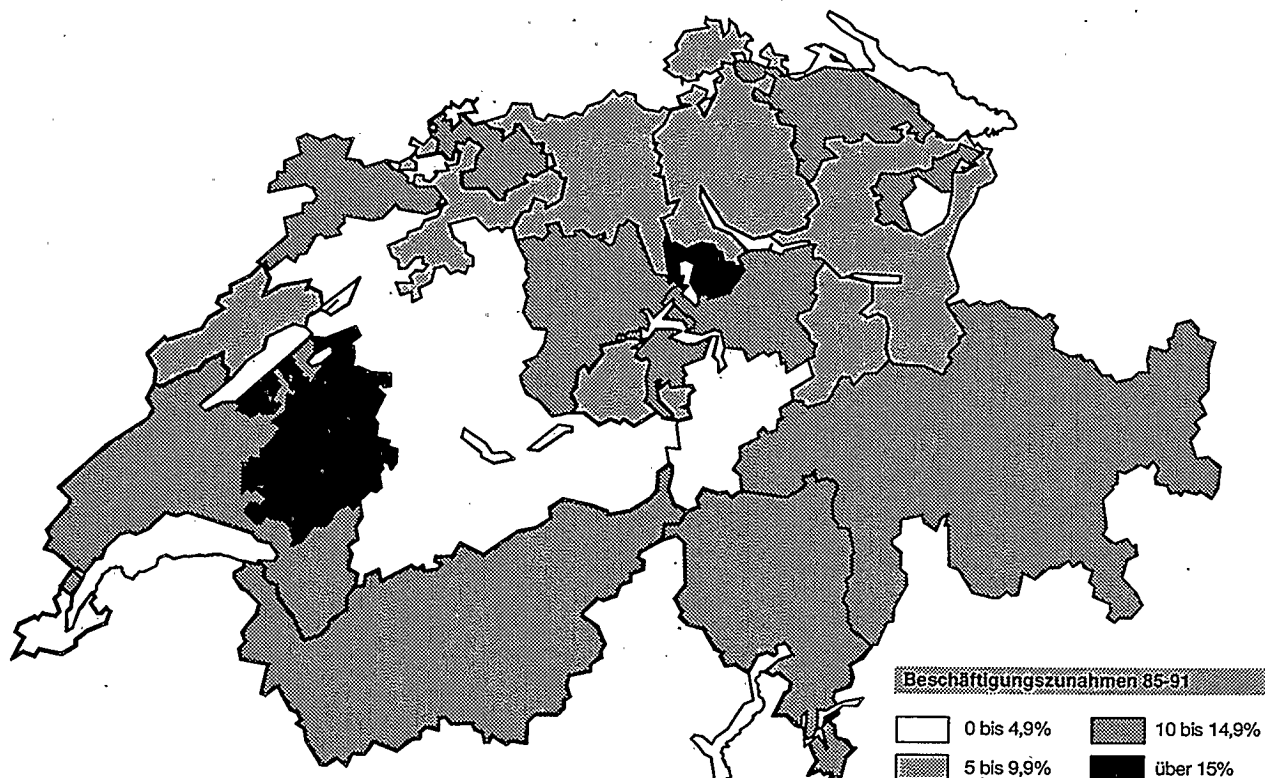 Beschäftigungszunahmen 85-91
0 bis 4,9%
10 bis 14,9%
5 bis 9,9%
über 15%